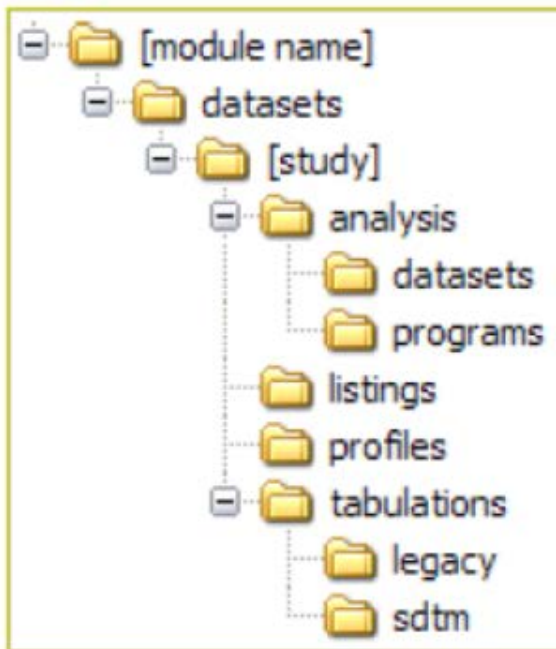 [module name]
datasets
[study]
analysis
datasets
programs
listings
profiles
tabulations
legacy
sdtm